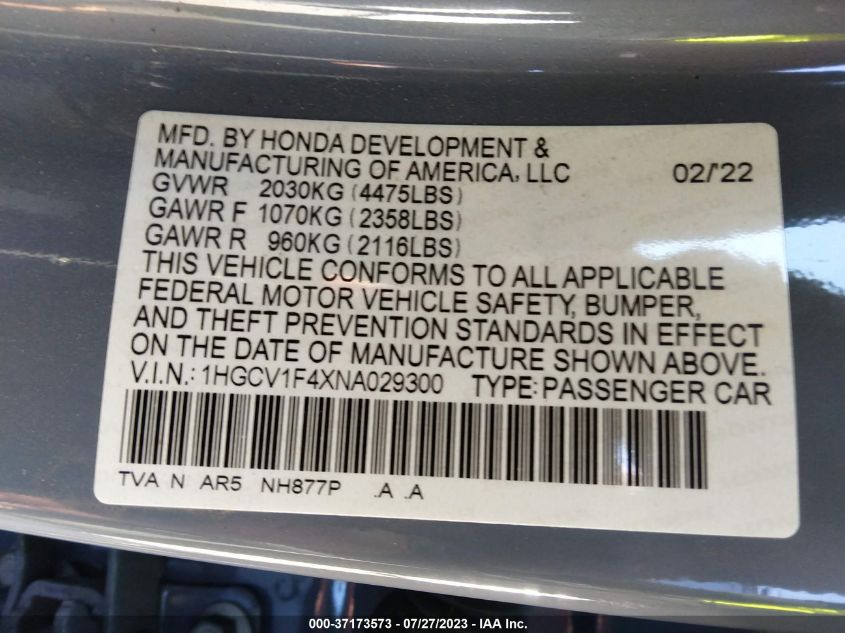 MFD. BY HONDA DEVELOPMENT &
MANUFACTURING OF AMERICA, LLC 02/'22
GVWR 2030KG (4475LBS)
GAWR F 1070KG (2358LBS)
GAWR R 960KG (2116LBS)
THIS VEHICLE CONFORMS TO ALL APPLICABLE
FEDERAL MOTOR VEHICLE SAFETY, BUMPER,
AND THEFT PREVENTION STANDARDS IN EFFECT
ON THE DATE OF MANUFACTURE SHOWN ABOVE.
V.I.N.: 1HGCV1F4XNA029300 TYPE: PASSENGER CAR
TVA N AR5 NH877P .A .A
000-37173573 - 07/27/2023 - IAA Inc.